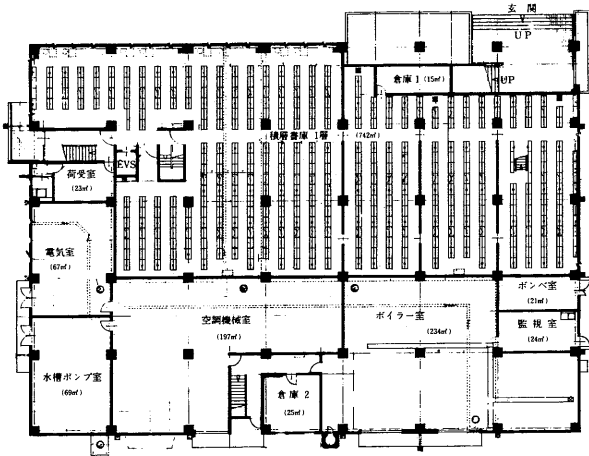 玄関
UP
UP
倉庫 1 (15㎡)
積層書庫 1層 (742㎡)
EVS
荷受室
(23㎡)
電気室
(67㎡)
ボンベ室
(21㎡)
空調機械室
(197㎡)
ボイラー室
(234㎡)
監視室
(24㎡)
水槽ポンプ室
(69㎡)
倉庫 2
(25㎡)